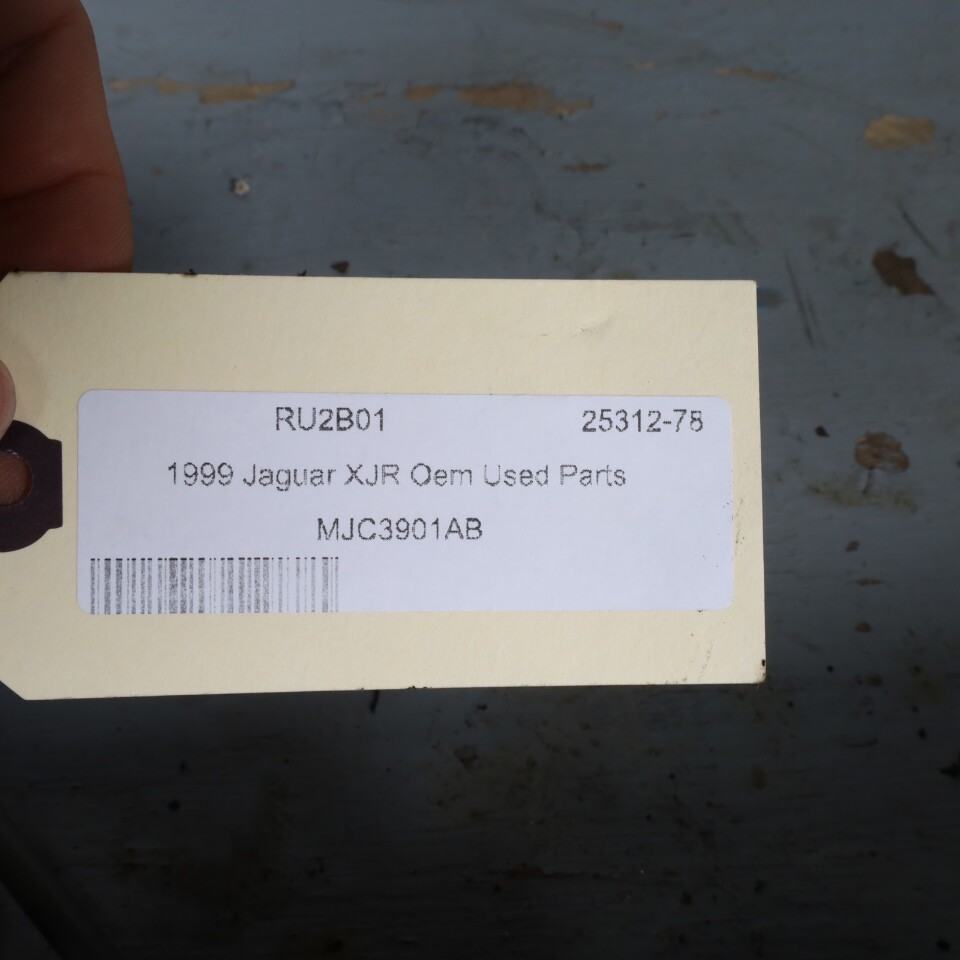 RU2B01 25312-78
1999 Jaguar XJR Oem Used Parts
MJC3901AB